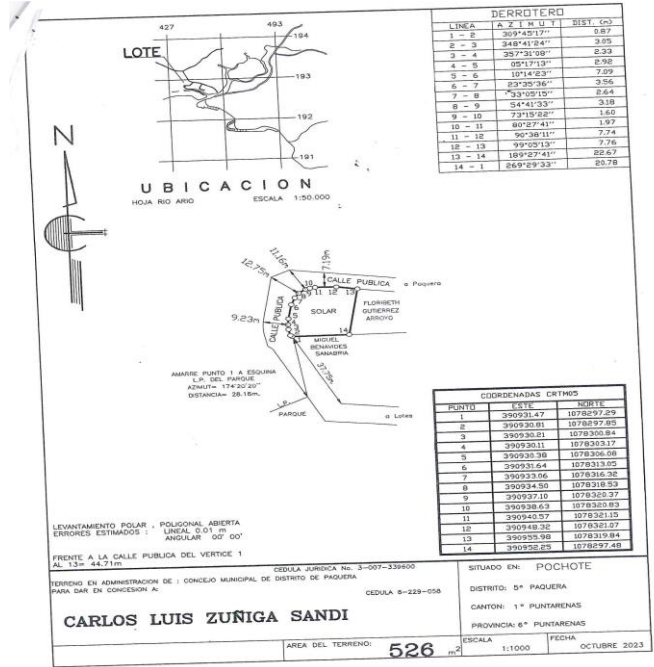 427 493
LOTE
194
193
192
191
N
UBICACION
HOJA RIO ARIO ESCALA 1:50.000
DERROTERO
LINEA AZIMUT DIST. (m)
1 - 2 309°45'17'' 0.87
2 - 3 348°41'24'' 3.05
3 - 4 357°31'08'' 2.33
4 - 5 05°17'13'' 2.92
5 - 6 10°14'23'' 7.09
6 - 7 23°35'36'' 3.56
7 - 8 33°05'15'' 2.64
8 - 9 54°41'33'' 3.18
9 - 10 73°15'22'' 1.60
10 - 11 80°27'41'' 1.97
11 - 12 90°38'11'' 7.74
12 - 13 99°05'13'' 7.76
13 - 14 189°27'41'' 22.67
14 - 1 269°29'33'' 20.78
12.75m 11.16m 7.19m
CALLE PUBLICA a Paquera
10 11 12 13
9.23m
CALLE PUBLICA
SOLAR
FLORIBETH
GUTIERREZ
ARROYO
14
MIGUEL
BENAVIDES
SANABRIA
37.75m
AMARRE PUNTO 1 A ESQUINA
L.P. DEL PARQUE
AZIMUT= 174°20'20''
DISTANCIA= 28.16m.
L.P.
PARQUE
a Lotes
COORDENADAS CRTM05
PUNTO ESTE NORTE
1 390931.47 1078297.29
2 390930.81 1078297.85
3 390930.21 1078300.84
4 390930.11 1078303.17
5 390930.38 1078306.08
6 390931.64 1078313.05
7 390933.06 1078316.32
8 390934.50 1078318.53
9 390937.10 1078320.37
10 390938.63 1078320.83
11 390940.57 1078321.15
12 390948.32 1078321.07
13 390955.98 1078319.84
14 390952.25 1078297.48
LEVANTAMIENTO POLAR , POLIGONAL ABIERTA
ERRORES ESTIMADOS : LINEAL 0.01 m
ANGULAR 00' 00'
FRENTE A LA CALLE PUBLICA DEL VERTICE 1
AL 13= 44.71m
CEDULA JURIDICA No. 3-007-339600
TERRENO EN ADMINISTRACION DE : CONCEJO MUNICIPAL DE DISTRITO DE PAQUERA
PARA DAR EN CONCESION A: CEDULA 6-229-058
CARLOS LUIS ZUÑIGA SANDI
AREA DEL TERRENO: 526 m2
SITUADO EN: POCHOTE
DISTRITO: 5° PAQUERA
CANTON: 1° PUNTARENAS
PROVINCIA: 6° PUNTARENAS
ESCALA 1:1000
FECHA OCTUBRE 2023